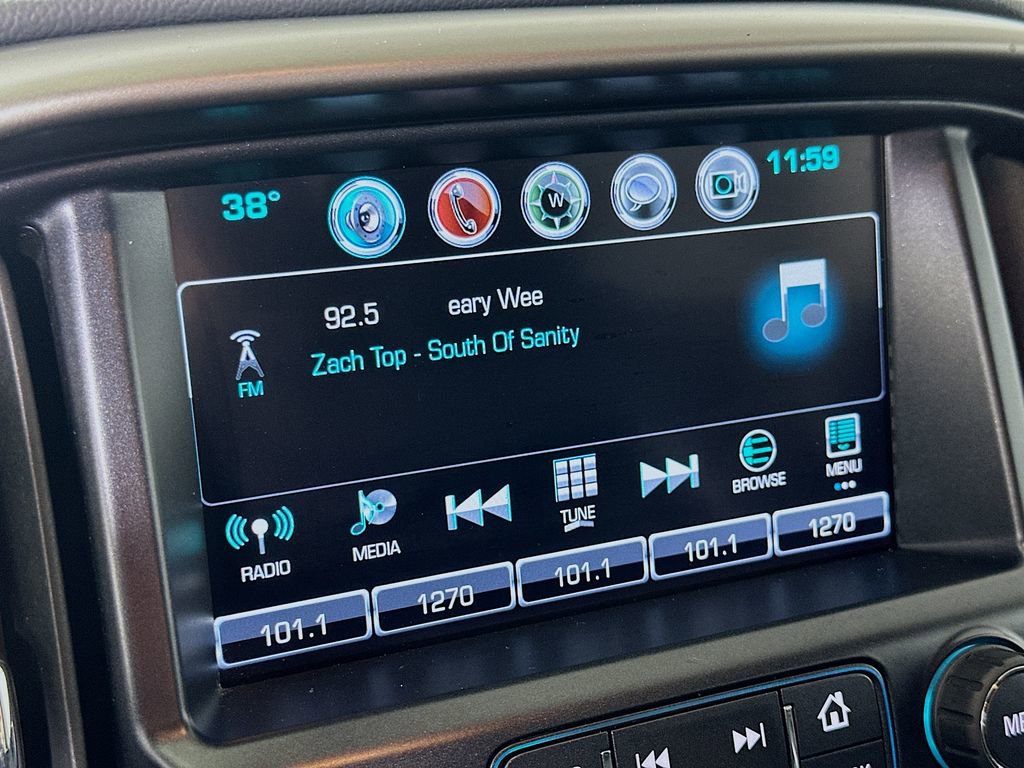 38° W 11:59
92.5 eary Wee
Zach Top - South Of Sanity
FM
RADIO MEDIA TUNE BROWSE MENU
101.1 1270 101.1 101.1 1270